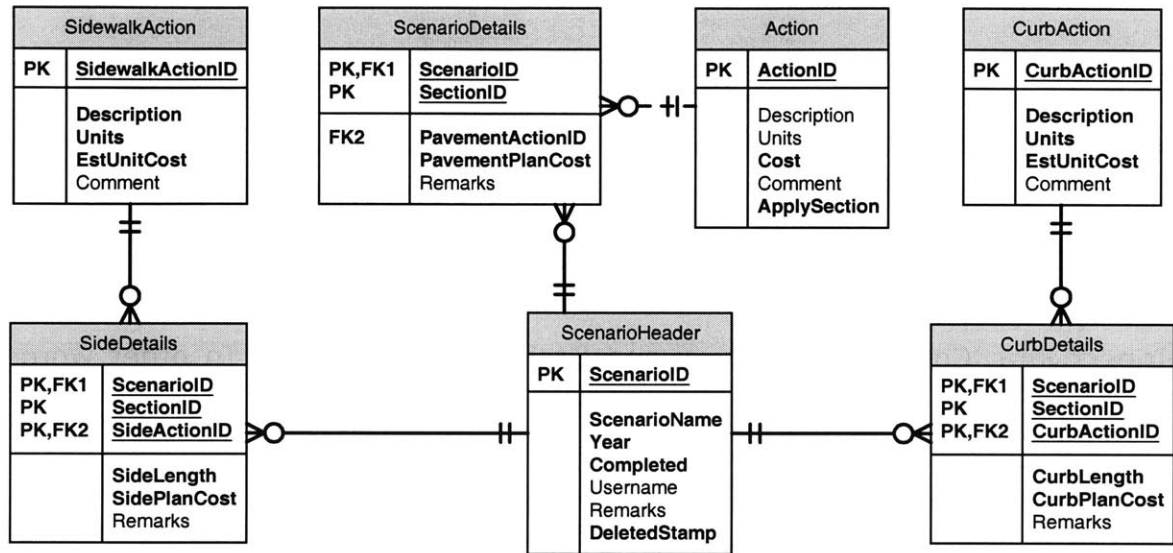 SidewalkAction
PK SidewalkActionID
Description
Units
EstUnitCost
Comment
ScenarioDetails
PK,FK1 ScenarioID
PK SectionID
FK2 PavementActionID
PavementPlanCost
Remarks
Action
PK ActionID
Description
Units
Cost
Comment
ApplySection
CurbAction
PK CurbActionID
Description
Units
EstUnitCost
Comment
SideDetails
PK,FK1 ScenarioID
PK SectionID
PK,FK2 SideActionID
SideLength
SidePlanCost
Remarks
ScenarioHeader
PK ScenarioID
ScenarioName
Year
Completed
Username
Remarks
DeletedStamp
CurbDetails
PK,FK1 ScenarioID
PK SectionID
PK,FK2 CurbActionID
CurbLength
CurbPlanCost
Remarks